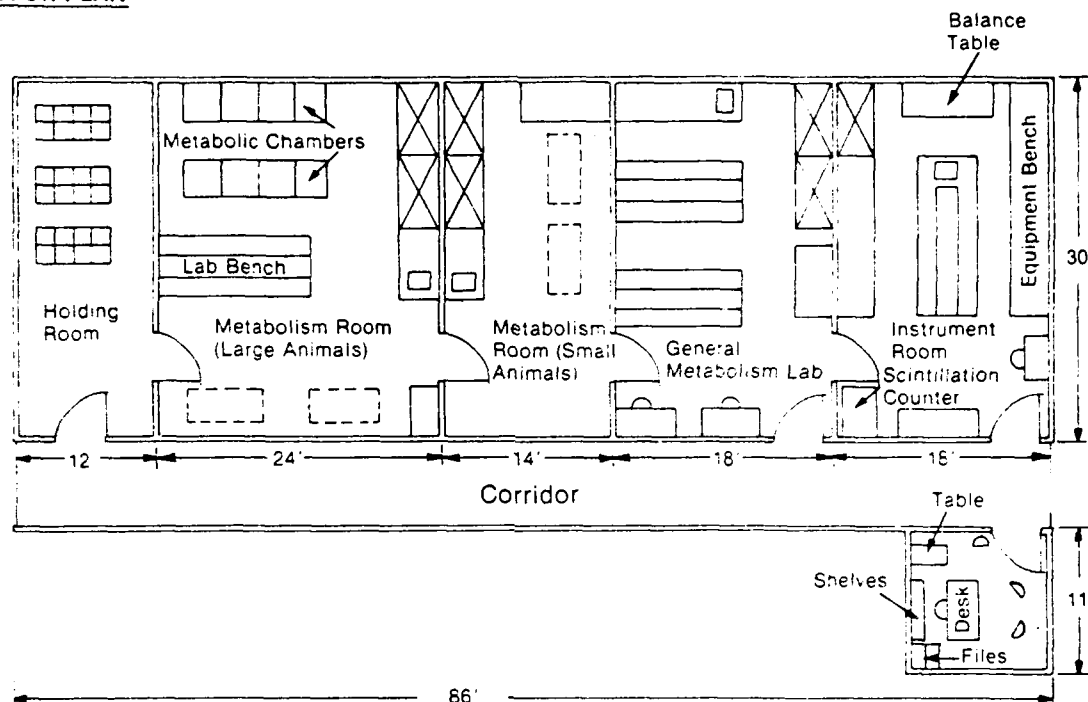 Balance
Table
Metabolic Chambers
Equipment Bench
30
Lab Bench
Holding
Room
Metabolism Room
(Large Animals)
Metabolism
Room (Small
Animals)
General
Metabolism Lab
Instrument
Room
Scintillation
Counter
12
24'
14'
18'
18'
Corridor
Table
Shelves
Desk
11
Files
86'